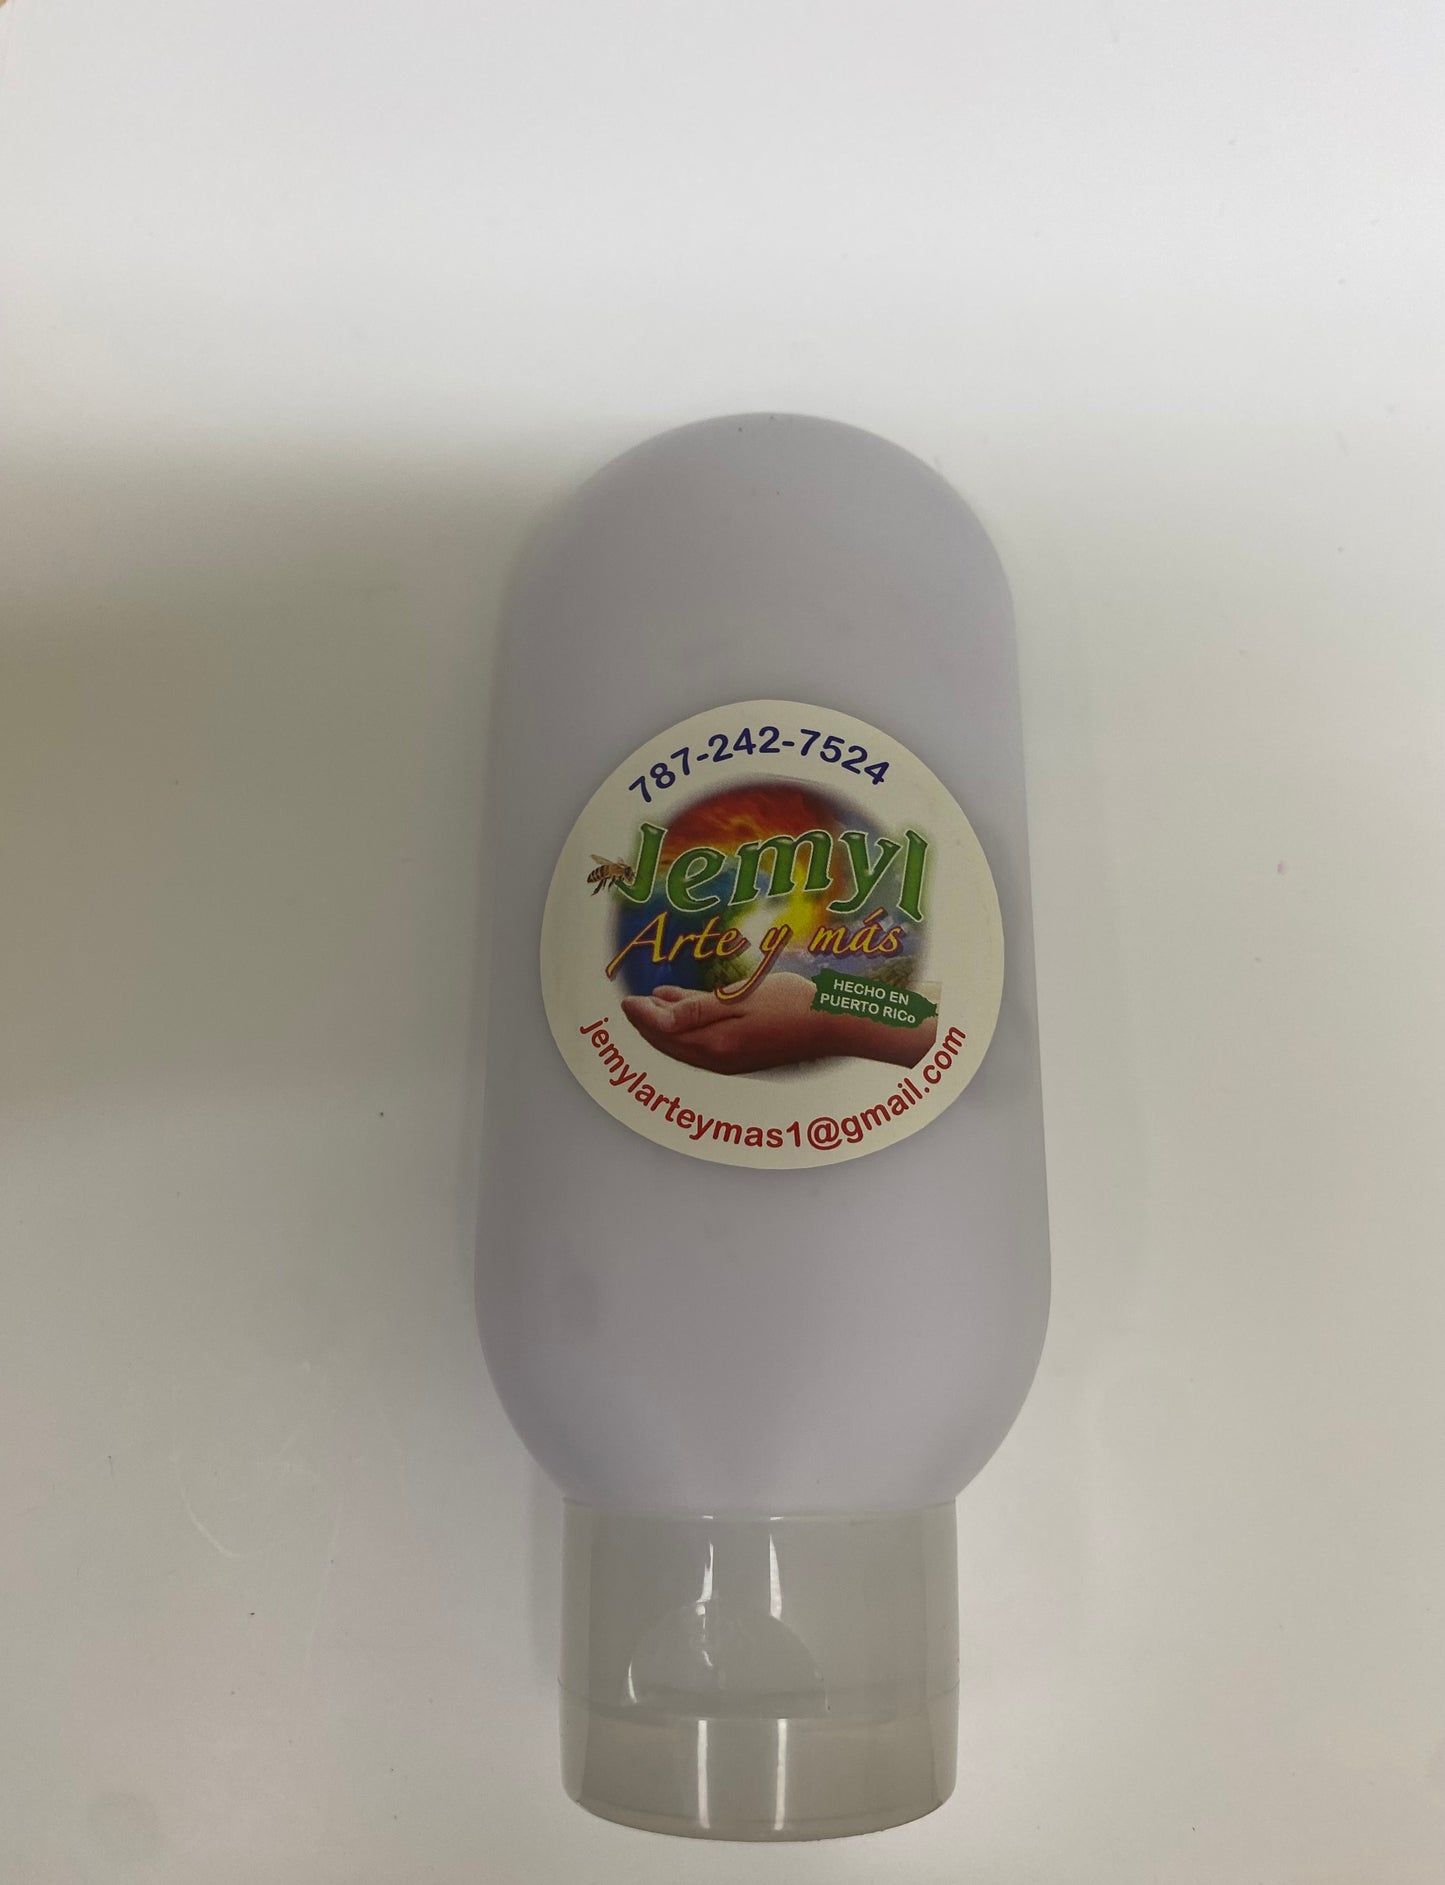 787-242-7524
Jemyl
Arte y más
HECHO EN
PUERTO RICo
jemylarteymas1@gmail.com